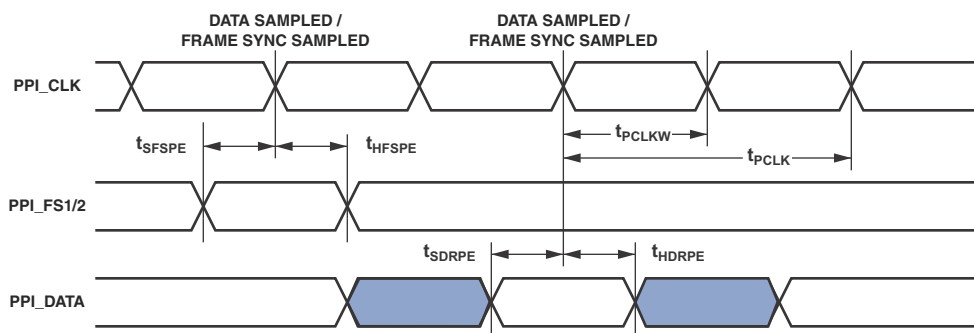 DATA SAMPLED / FRAME SYNC SAMPLED
DATA SAMPLED / FRAME SYNC SAMPLED
PPI_CLK
tPCLKW
tSFSPE
tHFSPE
tPCLK
PPI_FS1/2
tSDRPE
tHDRPE
PPI_DATA